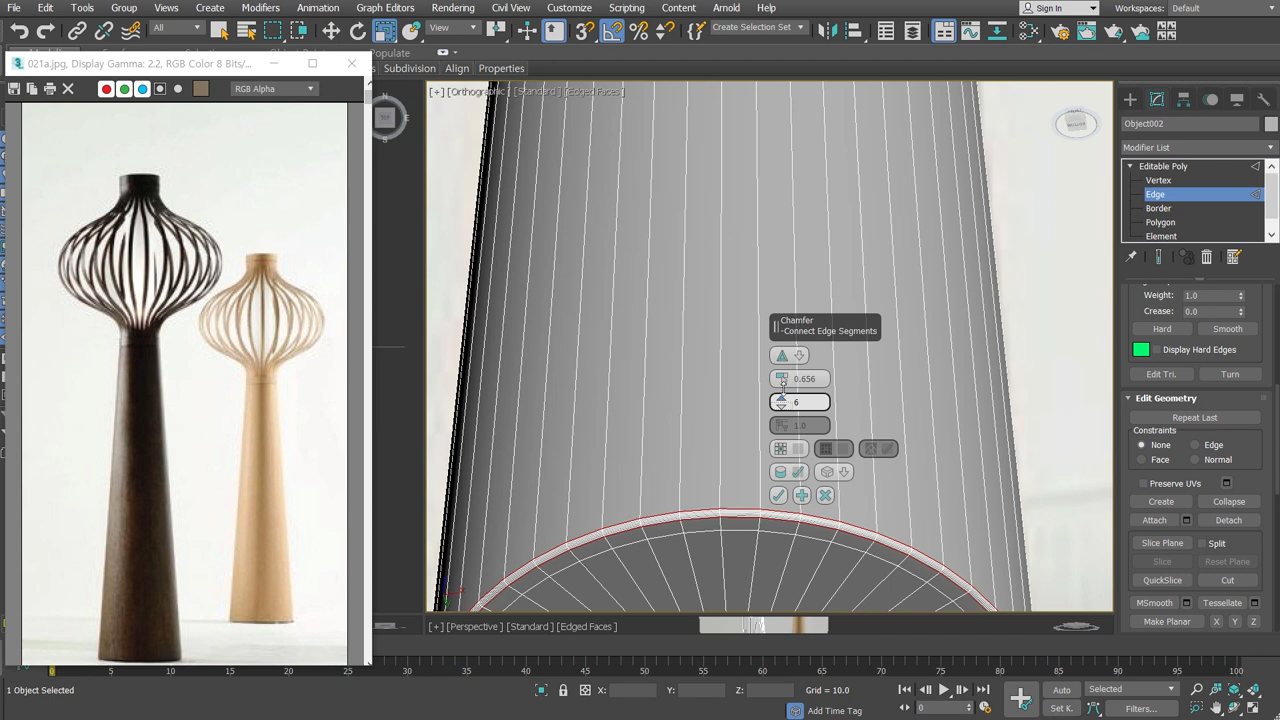 File Edit Tools Group Views Create Modifiers Animation Graph Editors Rendering Civil View Customize Scripting Content Arnold Help Sign In Workspaces: Default
All View Create Selection Set
Populate
021a.jpg, Display Gamma: 2.2, RGB Color 8 Bits/...
Subdivision Align Properties
RGB Alpha
[+] [Orthographic] [Standard] [Edged Faces]
N
E
S
Object002
Modifier List
Editable Poly
Vertex
Edge
Border
Polygon
Element
Weight: 1.0
Crease: 0.0
Hard Smooth
Display Hard Edges
Edit Tri. Turn
Edit Geometry
Repeat Last
Constraints
None Edge
Face Normal
Preserve UVs
Create Collapse
Attach Detach
Slice Plane Split
Slice Reset Plane
QuickSlice Cut
MSmooth Tessellate
Make Planar X Y Z
Chamfer
-Connect Edge Segments
0.656
6
1.0
[+] [Perspective] [Standard] [Edged Faces]
0 5 10 15 20 25 30 35 40 45 50 55 60 65 70 75 80 85 90 95 100
1 Object Selected X: Y: Z: Grid = 10.0 Auto Selected
0 Set K. Filters...
Add Time Tag